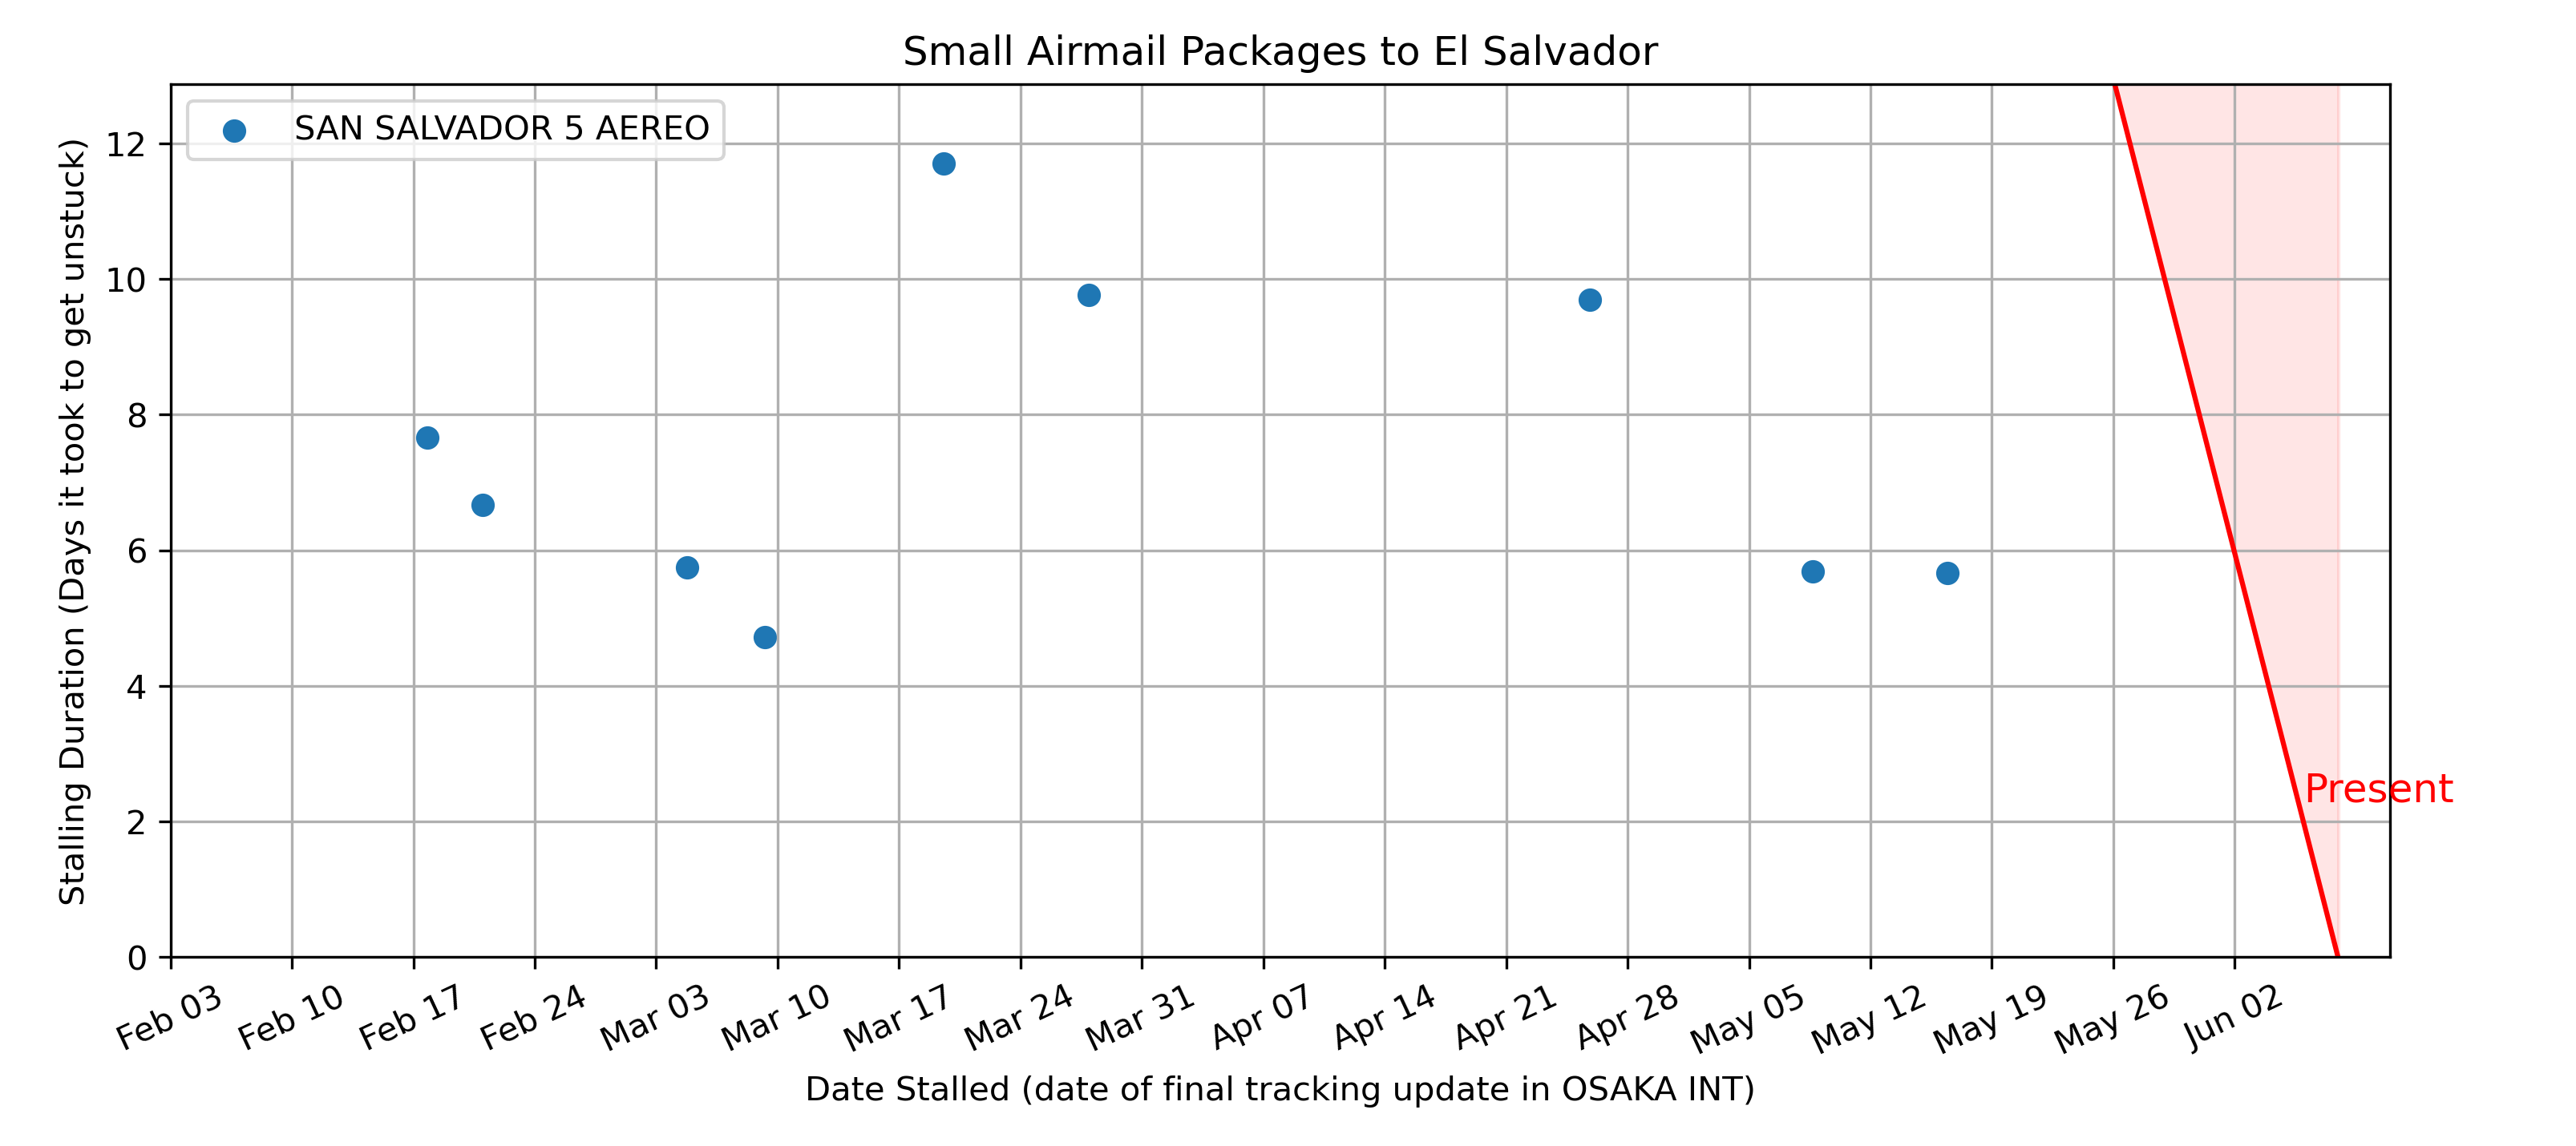 Small Airmail Packages to El Salvador
SAN SALVADOR 5 AEREO
Stalling Duration (Days it took to get unstuck)
12
10
8
6
4
2
0
Present
Feb 03
Feb 10
Feb 17
Feb 24
Mar 03
Mar 10
Mar 17
Mar 24
Mar 31
Apr 07
Apr 14
Apr 21
Apr 28
May 05
May 12
May 19
May 26
Jun 02
Date Stalled (date of final tracking update in OSAKA INT)